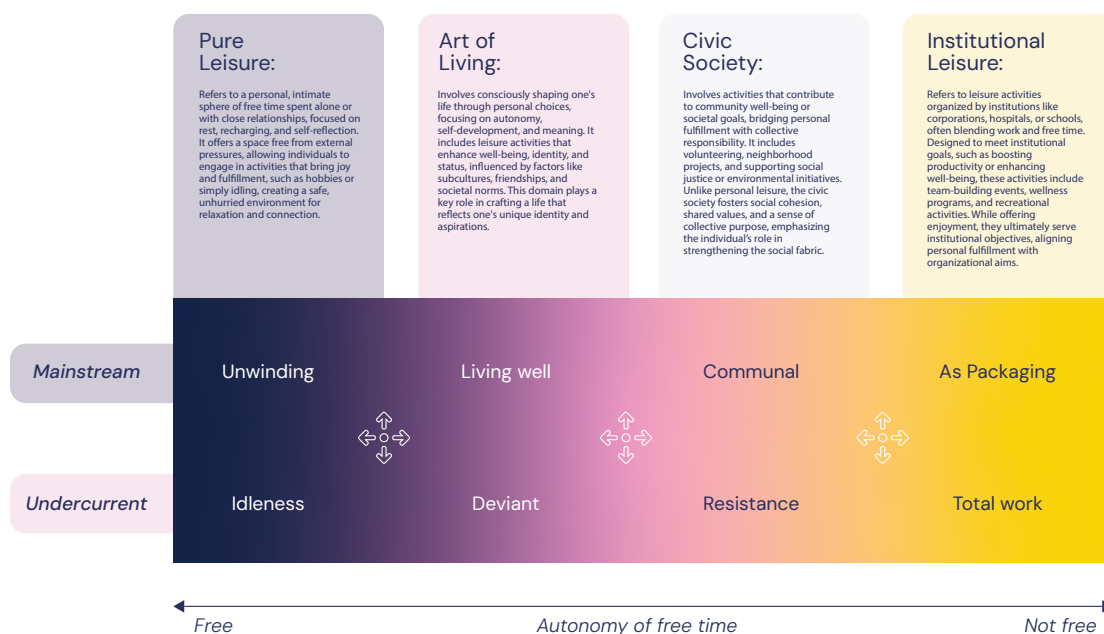 Pure
Leisure:
Refers to a personal, intimate
sphere of free time spent alone or
with close relationships, focused on
rest, recharging, and self-reflection.
It offers a space free from external
pressures, allowing individuals to
engage in activities that bring joy
and fulfillment, such as hobbies or
simply idling, creating a safe,
unhurried environment for
relaxation and connection.
Art of
Living:
Involves consciously shaping one's
life through personal choices,
focusing on autonomy,
self-development, and meaning. It
includes leisure activities that
enhance well-being, identity, and
status, influenced by factors like
subcultures, friendships, and
societal norms. This domain plays a
key role in crafting a life that
reflects one's unique identity and
aspirations.
Civic
Society:
Involves activities that contribute
to community well-being or
societal goals, bridging personal
fulfillment with collective
responsibility. It includes
volunteering, neighborhood
projects, and supporting social
justice or environmental initiatives.
Unlike personal leisure, the civic
society fosters social cohesion,
shared values, and a sense of
collective purpose, emphasizing
the individual's role in
strengthening the social fabric.
Institutional
Leisure:
Refers to leisure activities
organized by institutions like
corporations, hospitals, or schools,
often blending work and free time.
Designed to meet institutional
goals, such as boosting
productivity or enhancing
well-being, these activities include
team-building events, wellness
programs, and recreational
activities. While offering
enjoyment, they ultimately serve
institutional objectives, aligning
personal fulfillment with
organizational aims.
Mainstream
Unwinding
Living well
Communal
As Packaging
Undercurrent
Idleness
Deviant
Resistance
Total work
Free
Autonomy of free time
Not free